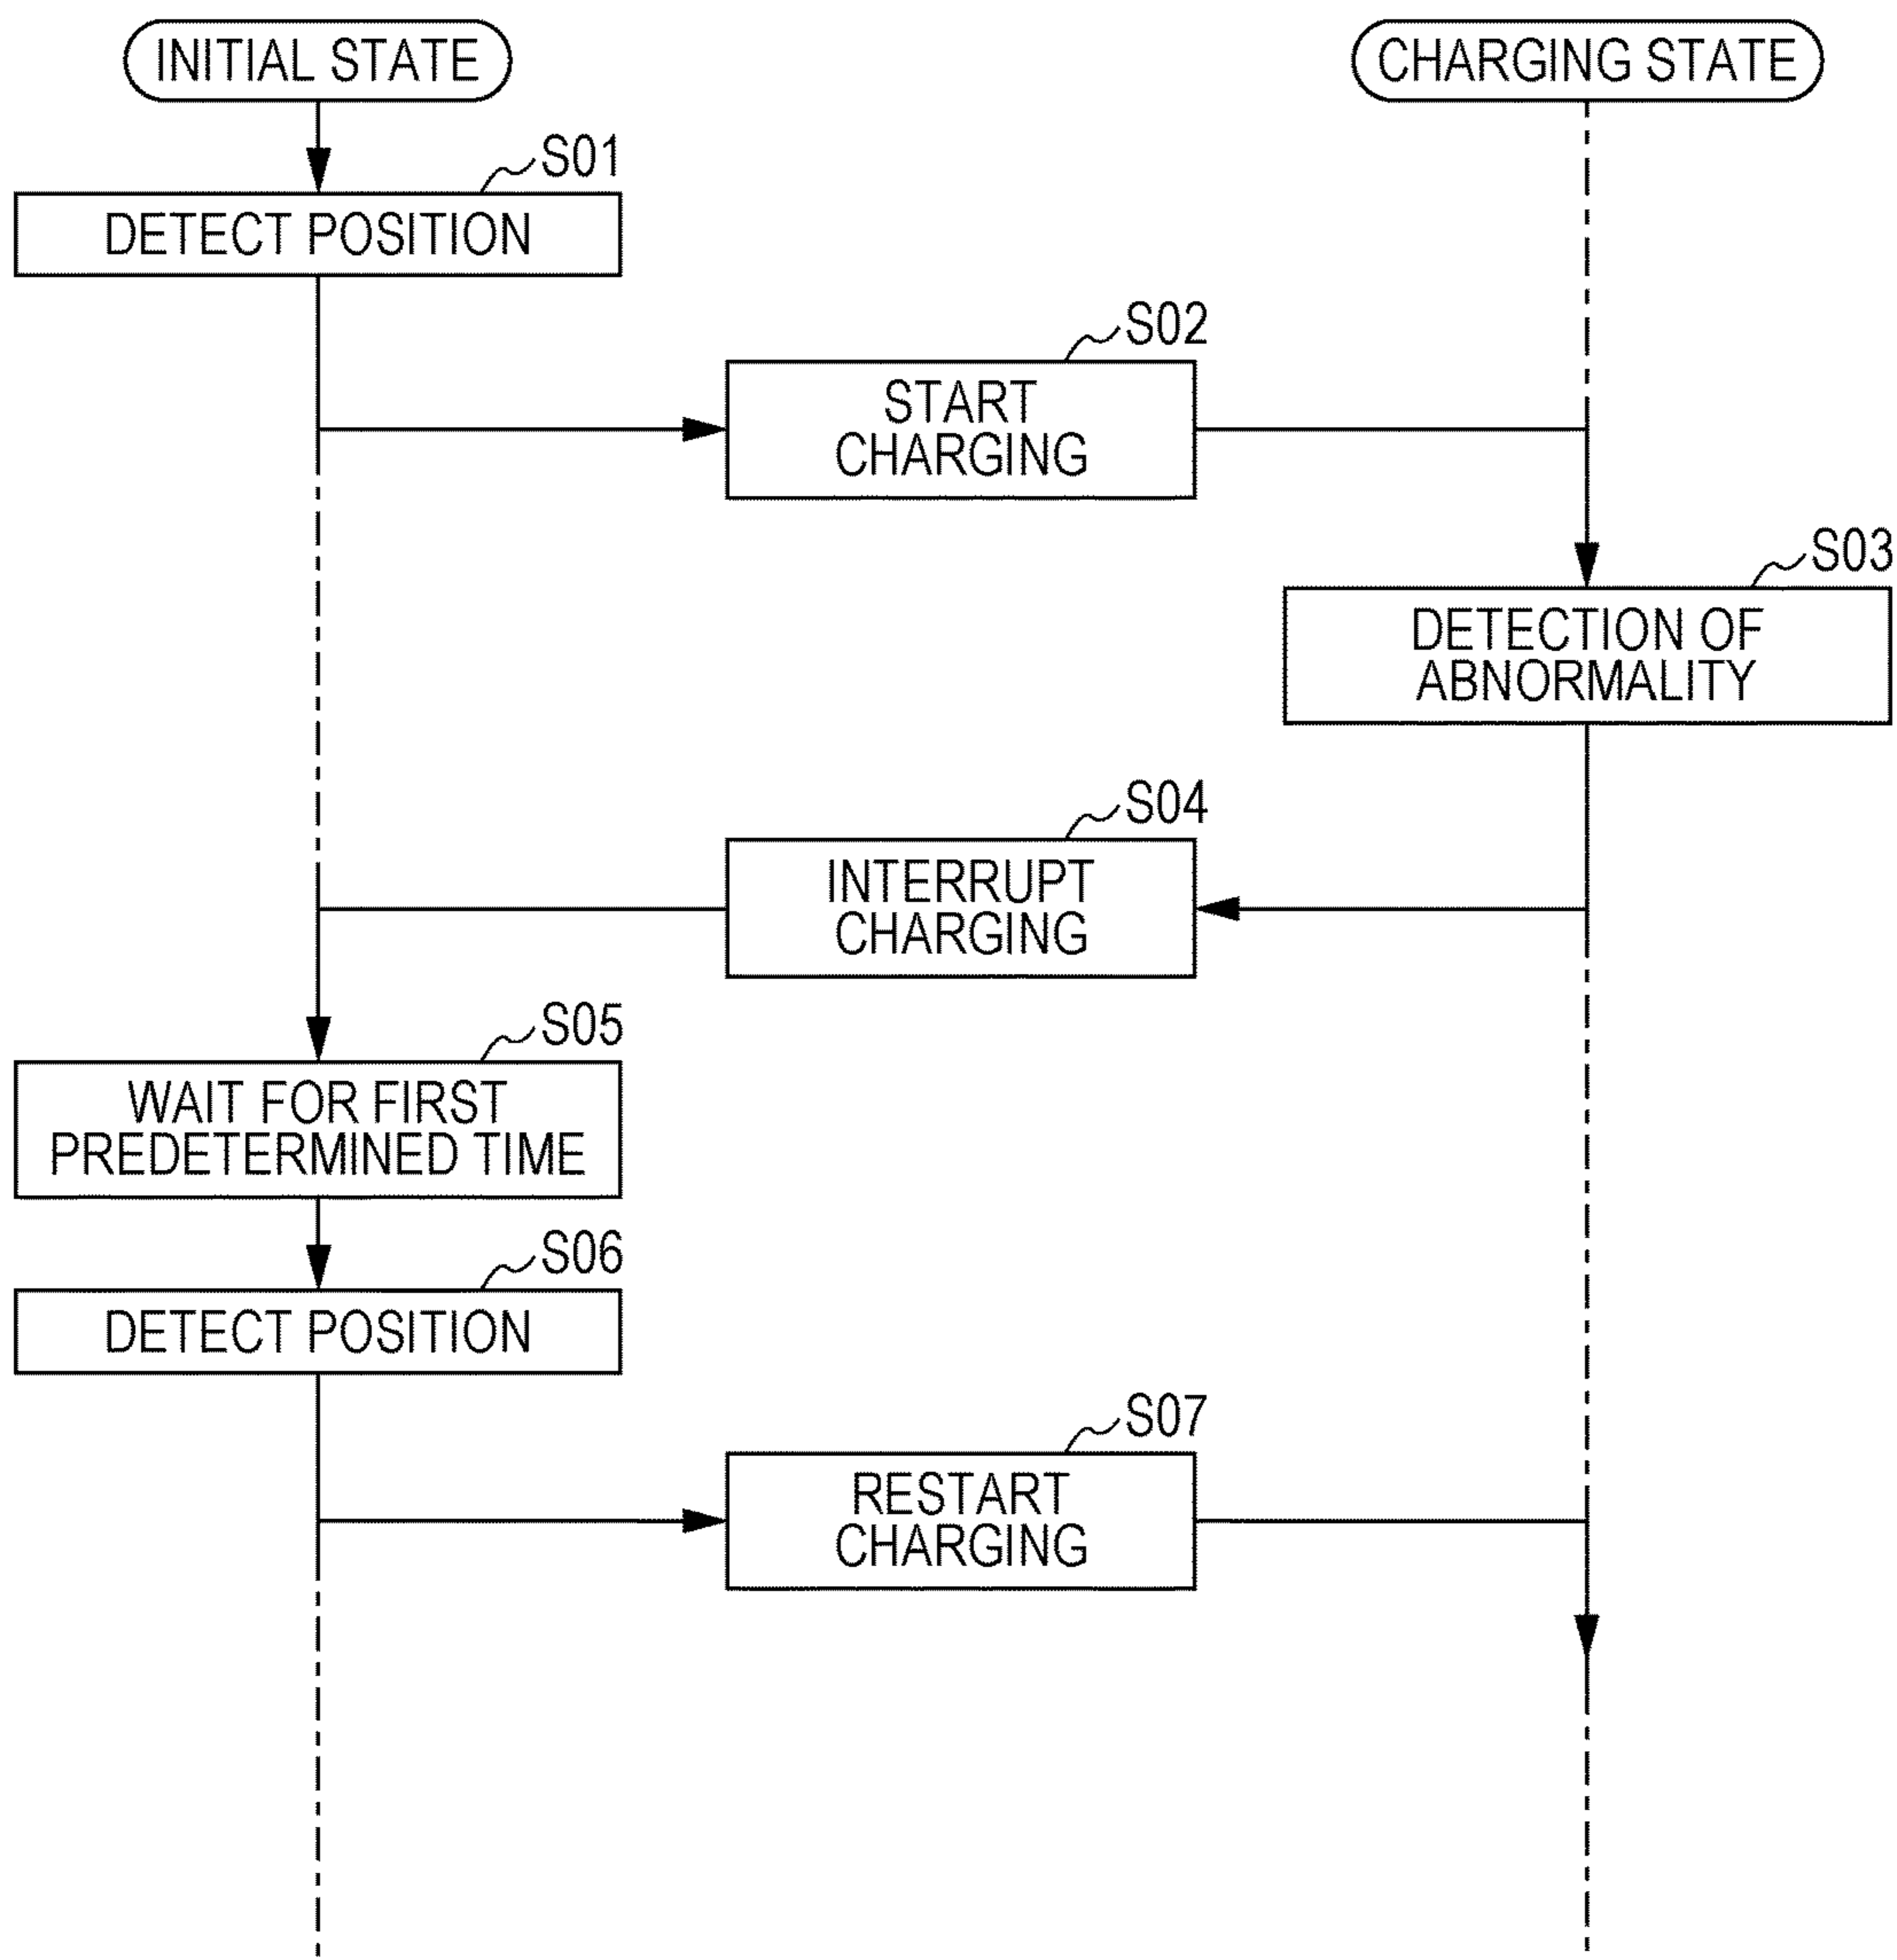 INITIAL STATE
CHARGING STATE
S01
DETECT POSITION
S02
START
CHARGING
S03
DETECTION OF
ABNORMALITY
S04
INTERRUPT
CHARGING
S05
WAIT FOR FIRST
PREDETERMINED TIME
S06
DETECT POSITION
S07
RESTART
CHARGING